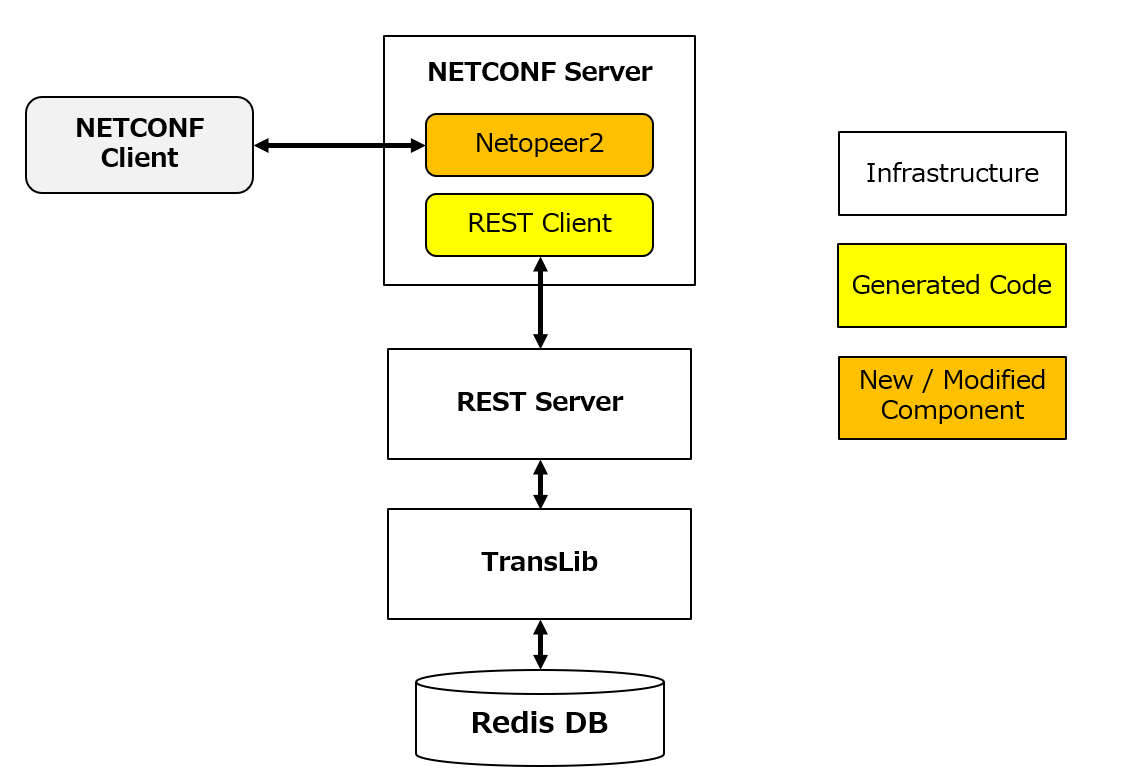 NETCONF Server
NETCONF
Client
Netopeer2
REST Client
REST Server
TransLib
Redis DB
Infrastructure
Generated Code
New / Modified
Component